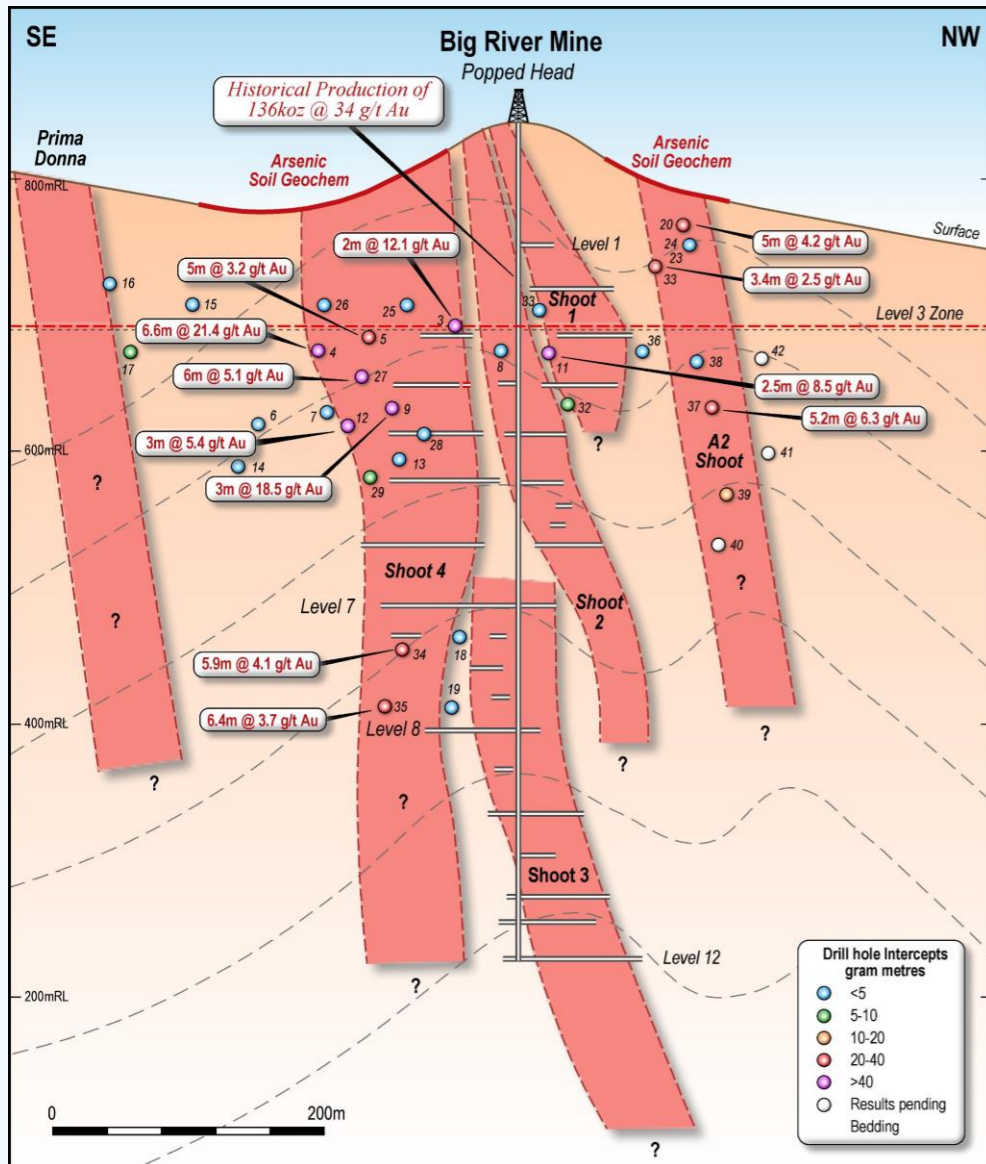 SE
Big River Mine
NW
Popped Head
Historical Production of
136koz @ 34 g/t Au
Prima
Donna
Arsenic
Soil Geochem
Arsenic
Soil Geochem
800mRL
20
5m @ 4.2 g/t Au
Surface
2m @ 12.1 g/t Au
Level 1
24
23
5m @ 3.2 g/t Au
33
3.4m @ 2.5 g/t Au
16
15
26
25
33
Shoot
1
Level 3 Zone
3
6.6m @ 21.4 g/t Au
5
4
17
8
11
36
38
42
2.5m @ 8.5 g/t Au
6m @ 5.1 g/t Au
27
32
37
5.2m @ 6.3 g/t Au
6
7
12
9
3m @ 5.4 g/t Au
28
?
A2
Shoot
41
14
13
3m @ 18.5 g/t Au
29
39
600mRL
?
40
?
Shoot 4
Level 7
Shoot
2
?
18
5.9m @ 4.1 g/t Au
34
19
6.4m @ 3.7 g/t Au
35
Level 8
400mRL
?
?
?
?
Shoot 3
Level 12
?
200mRL
?
0
200m
Drill hole Intercepts
gram metres
<5
5-10
10-20
20-40
>40
Results pending
Bedding